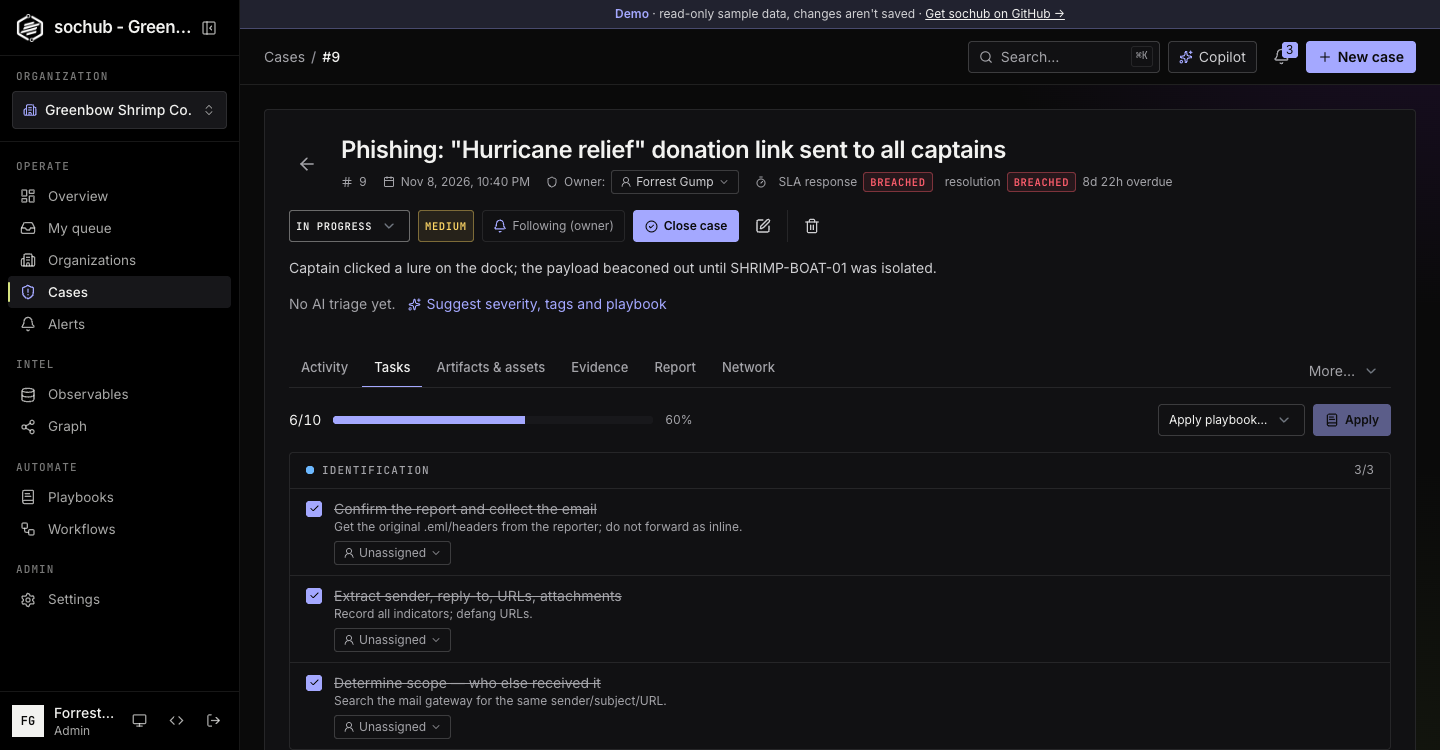 sochub - Green...
ORGANIZATION
Greenbow Shrimp Co.
OPERATE
Overview
My queue
Organizations
Cases
Alerts
INTEL
Observables
Graph
AUTOMATE
Playbooks
Workflows
ADMIN
Settings
FG
Forrest...
Admin
Demo · read-only sample data, changes aren't saved · Get sochub on GitHub →
Cases / #9
Search...
⌘K
Copilot
3
New case
Phishing: "Hurricane relief" donation link sent to all captains
# 9 Nov 8, 2026, 10:40 PM Owner: Forrest Gump SLA response BREACHED resolution BREACHED 8d 22h overdue
IN PROGRESS MEDIUM Following (owner) Close case
Captain clicked a lure on the dock; the payload beaconed out until SHRIMP-BOAT-01 was isolated.
No AI triage yet. Suggest severity, tags and playbook
Activity Tasks Artifacts & assets Evidence Report Network More...
6/10 60% Apply playbook... Apply
IDENTIFICATION 3/3
Confirm the report and collect the email
Get the original .eml/headers from the reporter; do not forward as inline.
Unassigned
Extract sender, reply-to, URLs, attachments
Record all indicators; defang URLs.
Unassigned
Determine scope — who else received it
Search the mail gateway for the same sender/subject/URL.
Unassigned